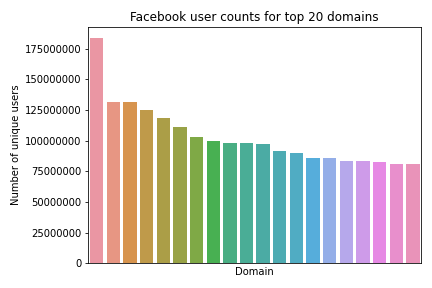 Facebook user counts for top 20 domains
175000000
150000000
125000000
100000000
75000000
50000000
25000000
0
Number of unique users
Domain